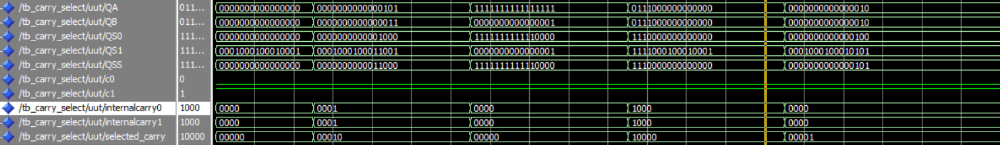 /tb_carry_select/uut/QA 011... 0000000000000000 0000000000000101 1111111111111111 0111000000000000 0000000000000010
/tb_carry_select/uut/QB 011... 0000000000000000 0000000000000011 0000000000000001 0111000000000000 0000000000000010
/tb_carry_select/uut/QS0 111... 0000000000000000 0000000000001000 1111111111110000 1110000000000000 0000000000000100
/tb_carry_select/uut/QS1 111... 0001000100010001 0001000100011001 0000000000000001 1111000100010001 0001000100010101
/tb_carry_select/uut/QSS 111... 0000000000000000 0000000000011000 1111111111110000 1110000000000000 0000000000000101
/tb_carry_select/uut/c0 0
/tb_carry_select/uut/c1 1
/tb_carry_select/uut/internalcarry0 1000 0000 0001 0000 1000 0000
/tb_carry_select/uut/internalcarry1 1000 0000 0001 0000 1000 0000
/tb_carry_select/uut/selected_carry 10000 00000 00010 00000 10000 00001